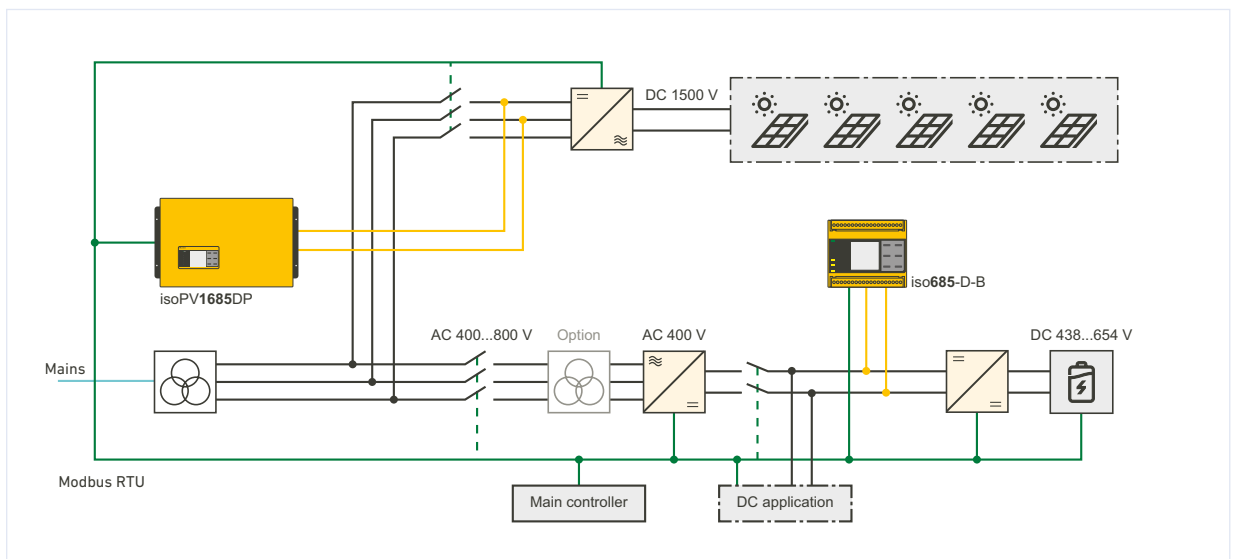 DC 1500 V
isoPV1685DP
iso685-D-B
AC 400...800 V
Option
AC 400 V
DC 438...654 V
Mains
Modbus RTU
Main controller
DC application